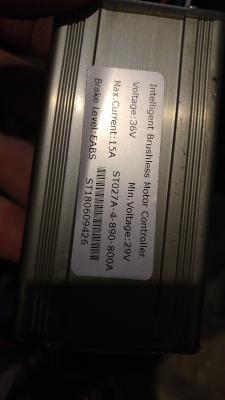 Intelligent Brushless Motor Controller
Voltage:36V Min.Voltage:29V
Max.Current:15A ST027A-4-890-800A
Brake Level:EABS ST180609426